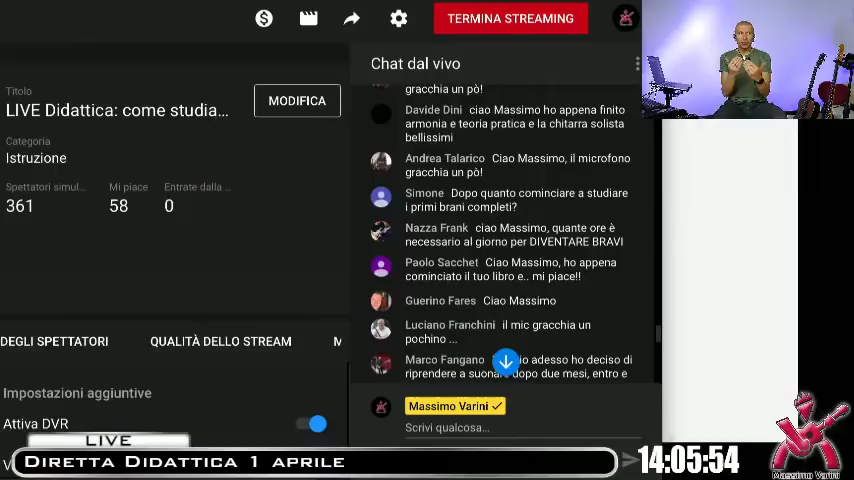 TERMINA STREAMING
Titolo
LIVE Didattica: come studia...
MODIFICA
Categoria
Istruzione
Spettatori simul...
Mi piace
Entrate dalla ...
361
58
0
DEGLI SPETTATORI
QUALITÀ DELLO STREAM
Impostazioni aggiuntive
Attiva DVR
Chat dal vivo
gracchia un pò!
Davide Dini ciao Massimo ho appena finito
armonia e teoria pratica e la chitarra solista
bellissimi
Andrea Talarico Ciao Massimo, il microfono
gracchia un pò!
Simone Dopo quanto cominciare a studiare
i primi brani completi?
Nazza Frank ciao Massimo, quante ore è
necessario al giorno per DIVENTARE BRAVI
Paolo Sacchet Ciao Massimo, ho appena
cominciato il tuo libro e.. mi piace!!
Guerino Fares Ciao Massimo
Luciano Franchini il mic gracchia un
pochino ...
Marco Fangano io adesso ho deciso di
riprendere a suonare dopo due mesi, entro e
Massimo Varini
Scrivi qualcosa...
LIVE
DIRETTA DIDATTICA 1 APRILE
14:05:54
Massimo Varini